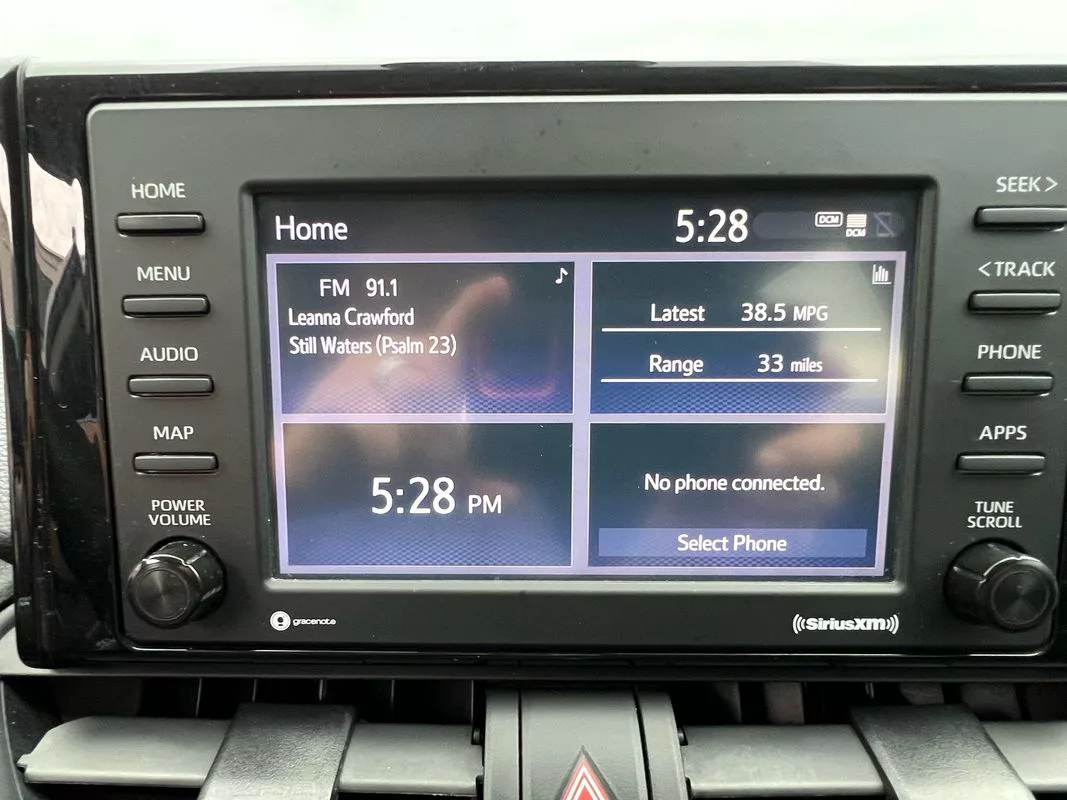 HOME
MENU
AUDIO
MAP
POWER
VOLUME
Home
5:28
DCM
DCM
FM 91.1
Leanna Crawford
Still Waters (Psalm 23)
Latest 38.5 MPG
Range 33 miles
5:28 PM
No phone connected.
Select Phone
SEEK >
< TRACK
PHONE
APPS
TUNE
SCROLL
gracenote
((SiriusXM))